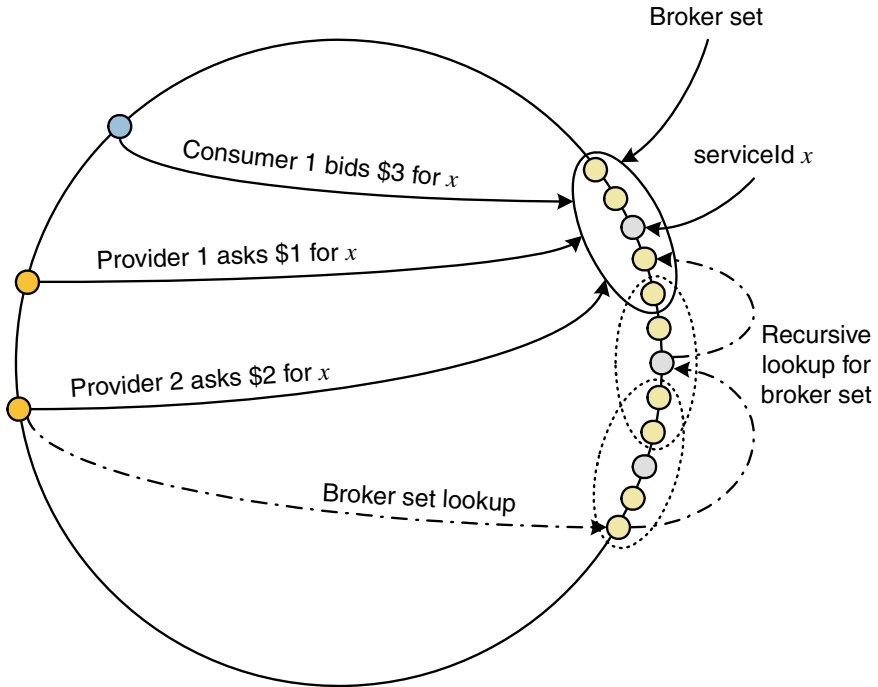 Broker set
serviceId x
Consumer 1 bids $3 for x
Provider 1 asks $1 for x
Provider 2 asks $2 for x
Recursive
lookup for
broker set
Broker set lookup